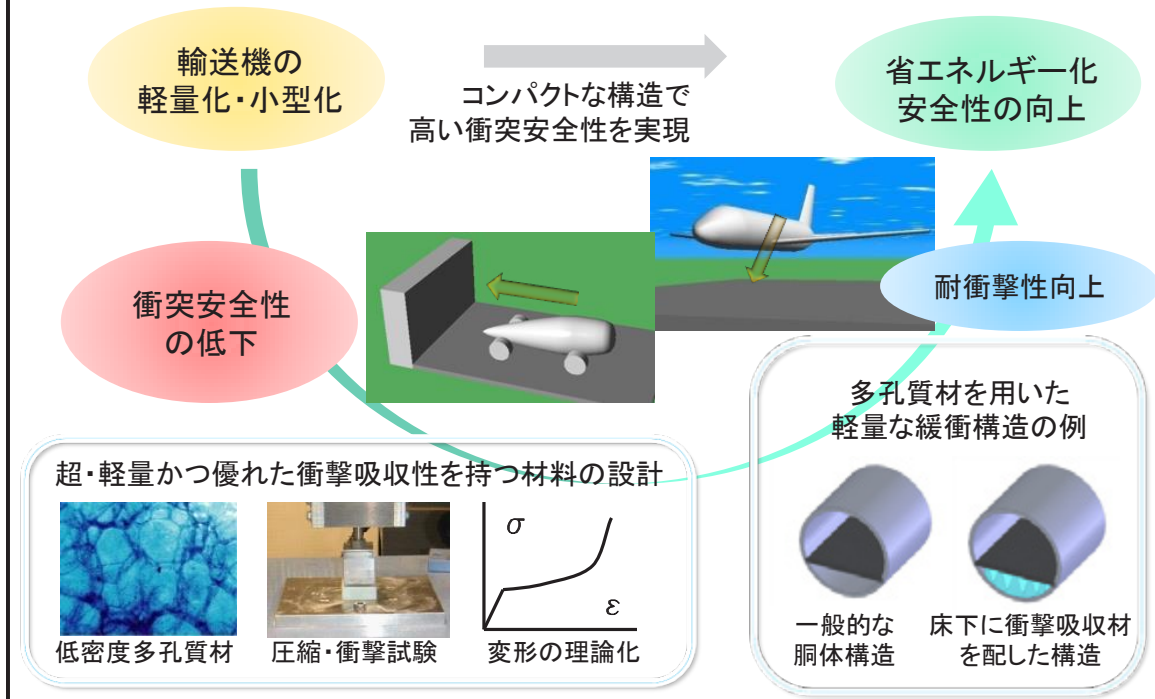 輸送機の
軽量化・小型化
コンパクトな構造で
高い衝突安全性を実現
省エネルギー化
安全性の向上
衝突安全性
の低下
耐衝撃性向上
超・軽量かつ優れた衝撃吸収性を持つ材料の設計
σ
ε
低密度多孔質材
圧縮・衝撃試験
変形の理論化
多孔質材を用いた
軽量な緩衝構造の例
一般的な
胴体構造
床下に衝撃吸収材
を配した構造